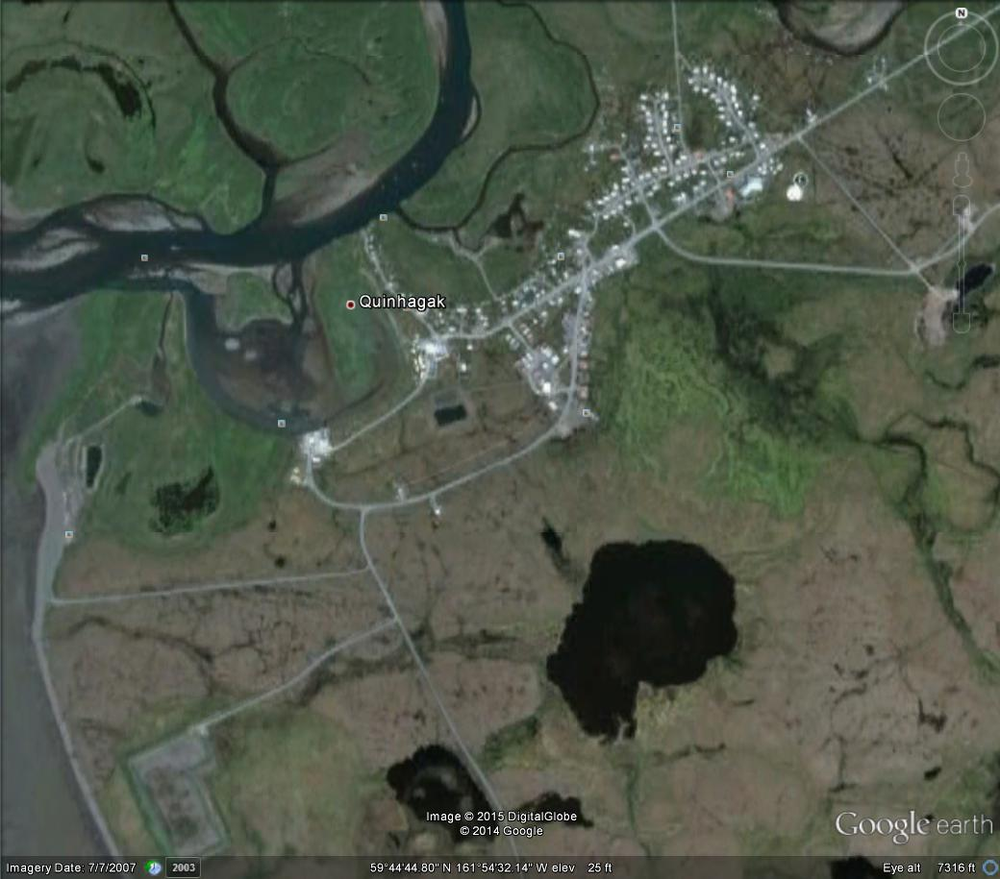 N
Quinhagak
Image © 2015 DigitalGlobe
© 2014 Google
Google earth
Imagery Date: 7/7/2007 2003 59°44'44.80" N 161°54'32.14" W elev 25 ft Eye alt 7316 ft